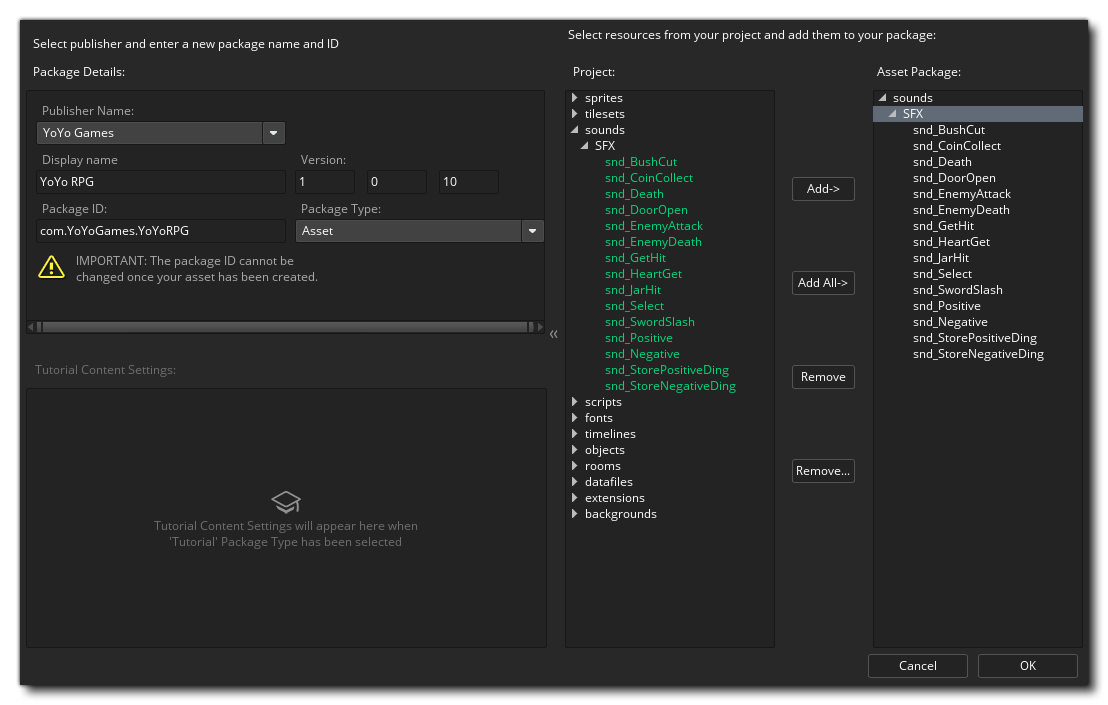 Select publisher and enter a new package name and ID
Package Details:
Publisher Name:
YoYo Games
Display name
Version:
YoYo RPG
1
0
10
Package ID:
Package Type:
com.YoYoGames.YoYoRPG
Asset
IMPORTANT: The package ID cannot be
changed once your asset has been created.
Tutorial Content Settings:
Tutorial Content Settings will appear here when
'Tutorial' Package Type has been selected
Select resources from your project and add them to your package:
Project:
sprites
tilesets
sounds
SFX
snd_BushCut
snd_CoinCollect
snd_Death
snd_DoorOpen
snd_EnemyAttack
snd_EnemyDeath
snd_GetHit
snd_HeartGet
snd_JarHit
snd_Select
snd_SwordSlash
snd_Positive
snd_Negative
snd_StorePositiveDing
snd_StoreNegativeDing
scripts
fonts
timelines
objects
rooms
datafiles
extensions
backgrounds
Add->
Add All->
Remove
Remove...
Asset Package:
sounds
SFX
snd_BushCut
snd_CoinCollect
snd_Death
snd_DoorOpen
snd_EnemyAttack
snd_EnemyDeath
snd_GetHit
snd_HeartGet
snd_JarHit
snd_Select
snd_SwordSlash
snd_Positive
snd_Negative
snd_StorePositiveDing
snd_StoreNegativeDing
Cancel
OK